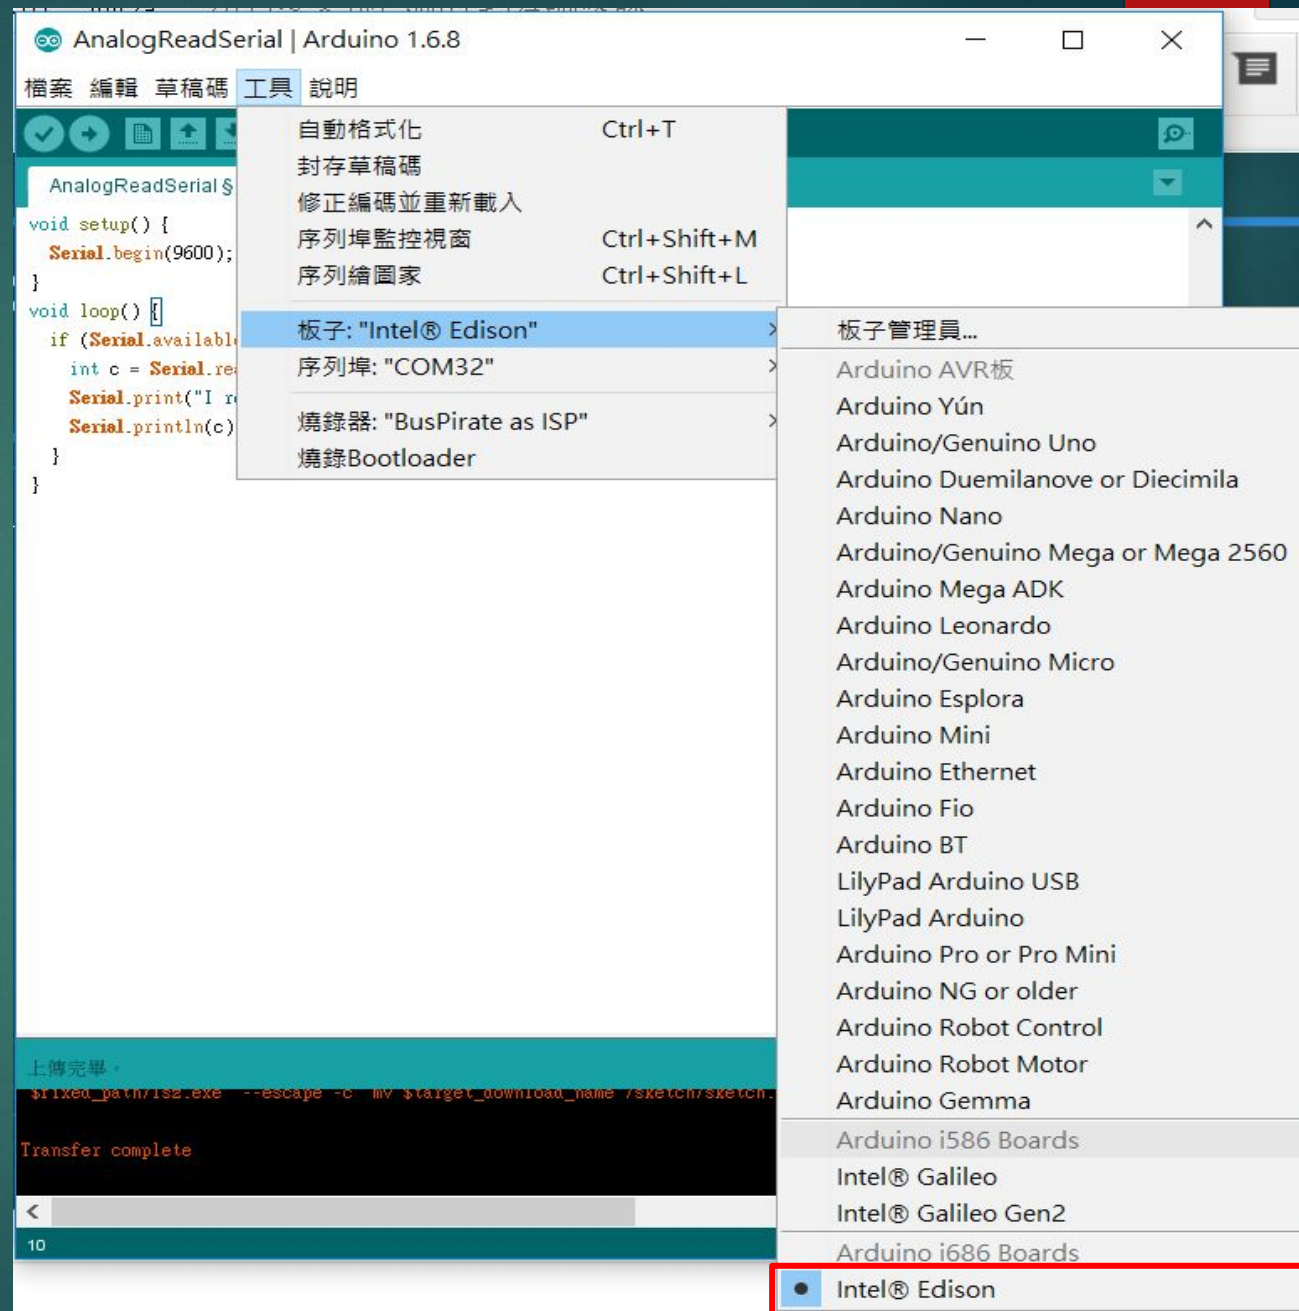 AnalogReadSerial | Arduino 1.6.8
檔案 編輯 草稿碼 工具 說明
自動格式化 Ctrl+T
封存草稿碼
修正編碼並重新載入
序列埠監控視窗 Ctrl+Shift+M
序列繪圖家 Ctrl+Shift+L
板子: "Intel® Edison"
序列埠: "COM32"
燒錄器: "BusPirate as ISP"
燒錄Bootloader
AnalogReadSerial §
void setup() {
Serial.begin(9600);
}
void loop() {
if (Serial.availabl
int c = Serial.re
Serial.print("I r
Serial.println(c)
}
}
板子管理員...
Arduino AVR板
Arduino Yún
Arduino/Genuino Uno
Arduino Duemilanove or Diecimila
Arduino Nano
Arduino/Genuino Mega or Mega 2560
Arduino Mega ADK
Arduino Leonardo
Arduino/Genuino Micro
Arduino Esplora
Arduino Mini
Arduino Ethernet
Arduino Fio
Arduino BT
LilyPad Arduino USB
LilyPad Arduino
Arduino Pro or Pro Mini
Arduino NG or older
Arduino Robot Control
Arduino Robot Motor
Arduino Gemma
Arduino i586 Boards
Intel® Galileo
Intel® Galileo Gen2
Arduino i686 Boards
Intel® Edison
上傳完畢。
$fixed_path/lsz.exe --escape -c mv $target_download_name /sketch/sketch.
Transfer complete
10